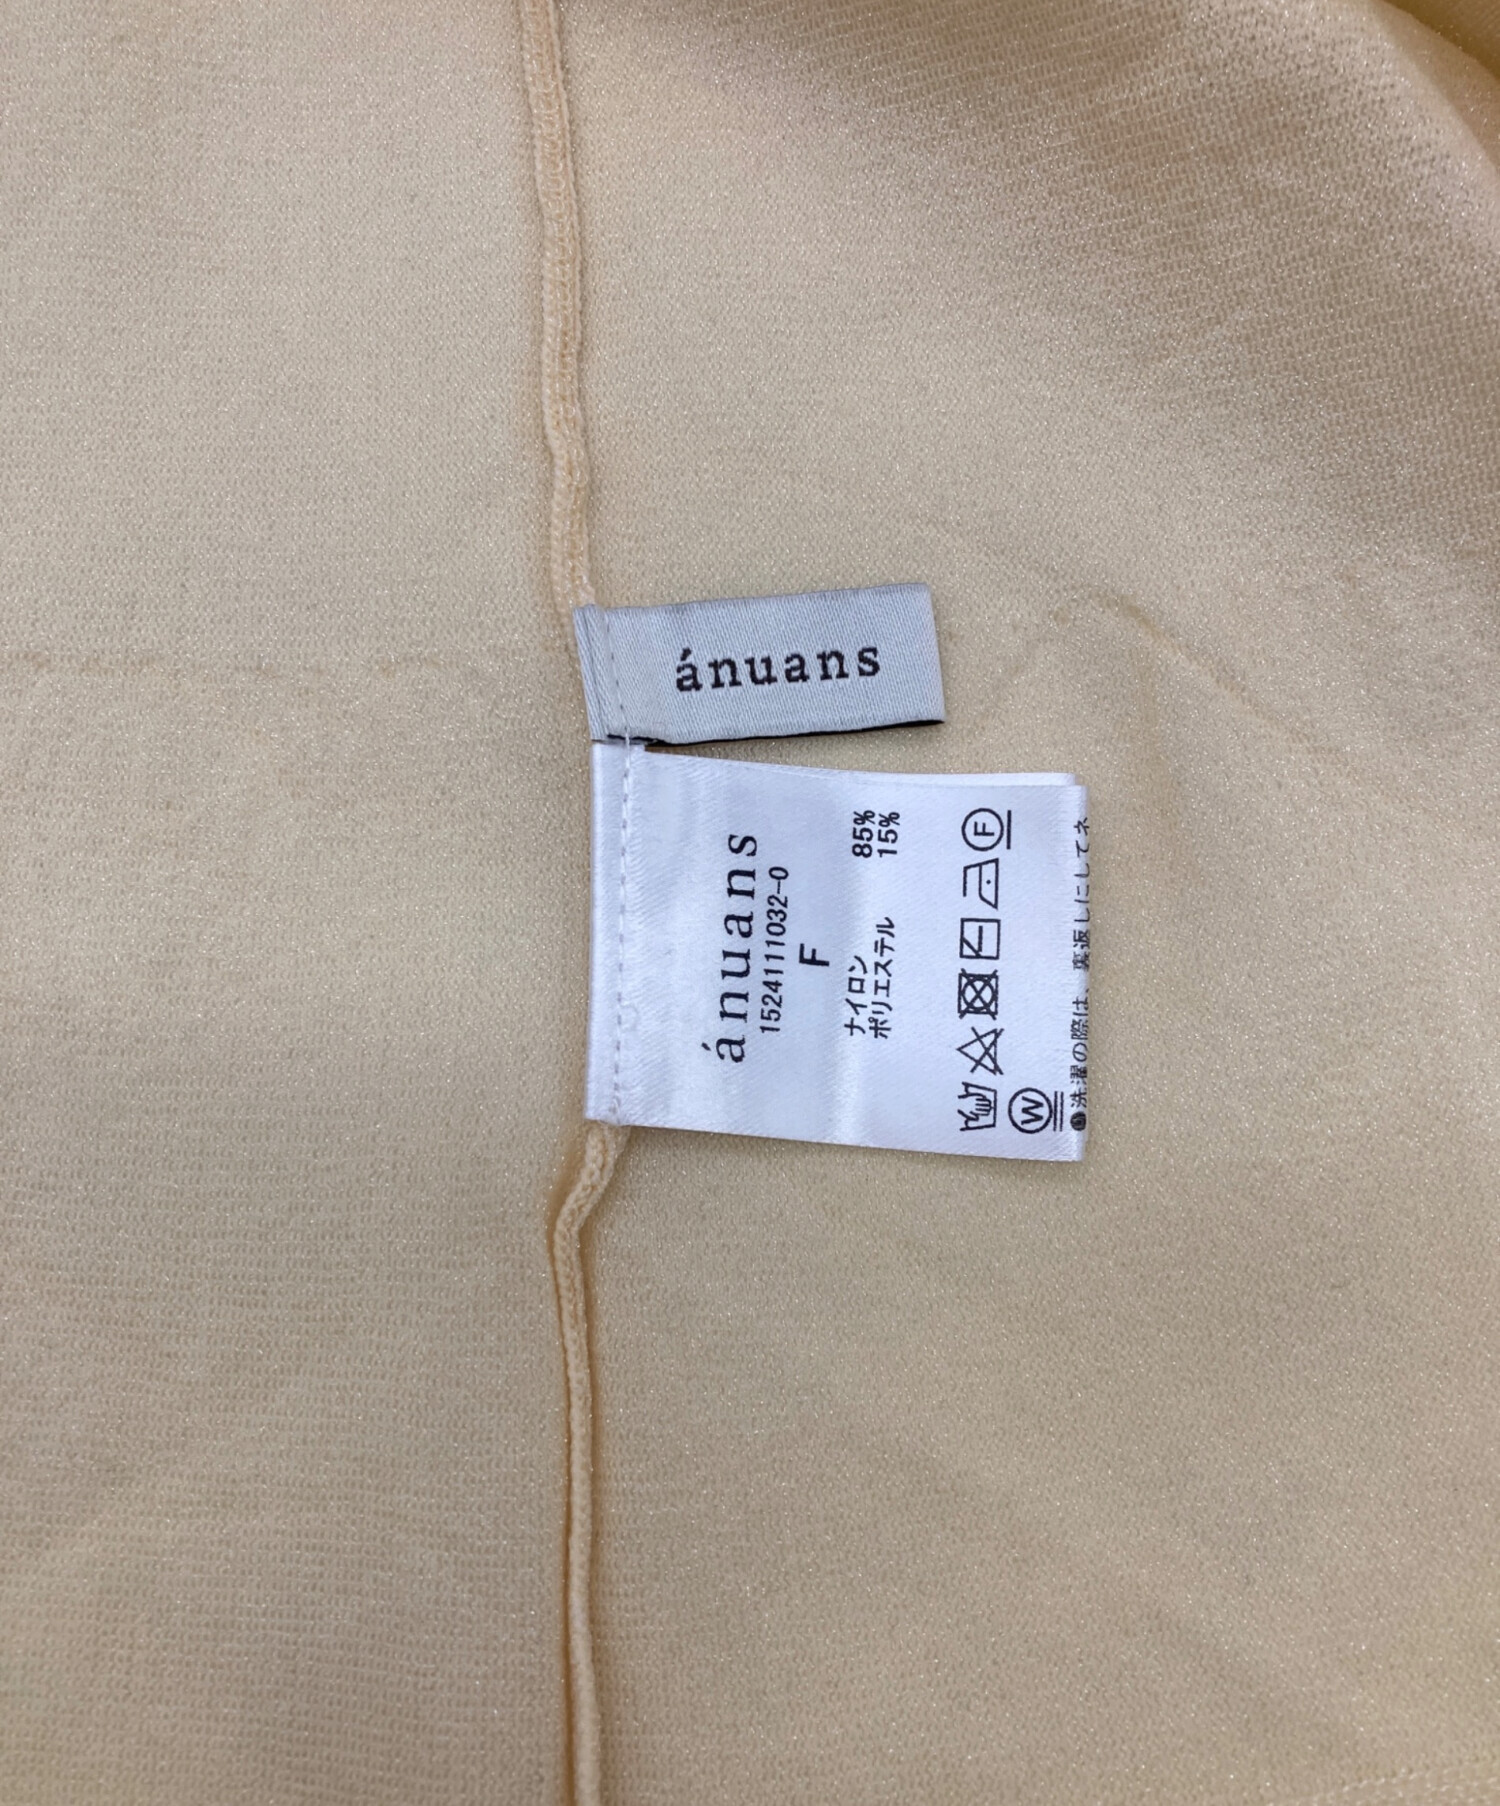 ánuans
ánuans
1524111032-0
F
ナイロン 85%
ポリエステル 15%
F
W
●洗濯の際は、裏返しにしてネ